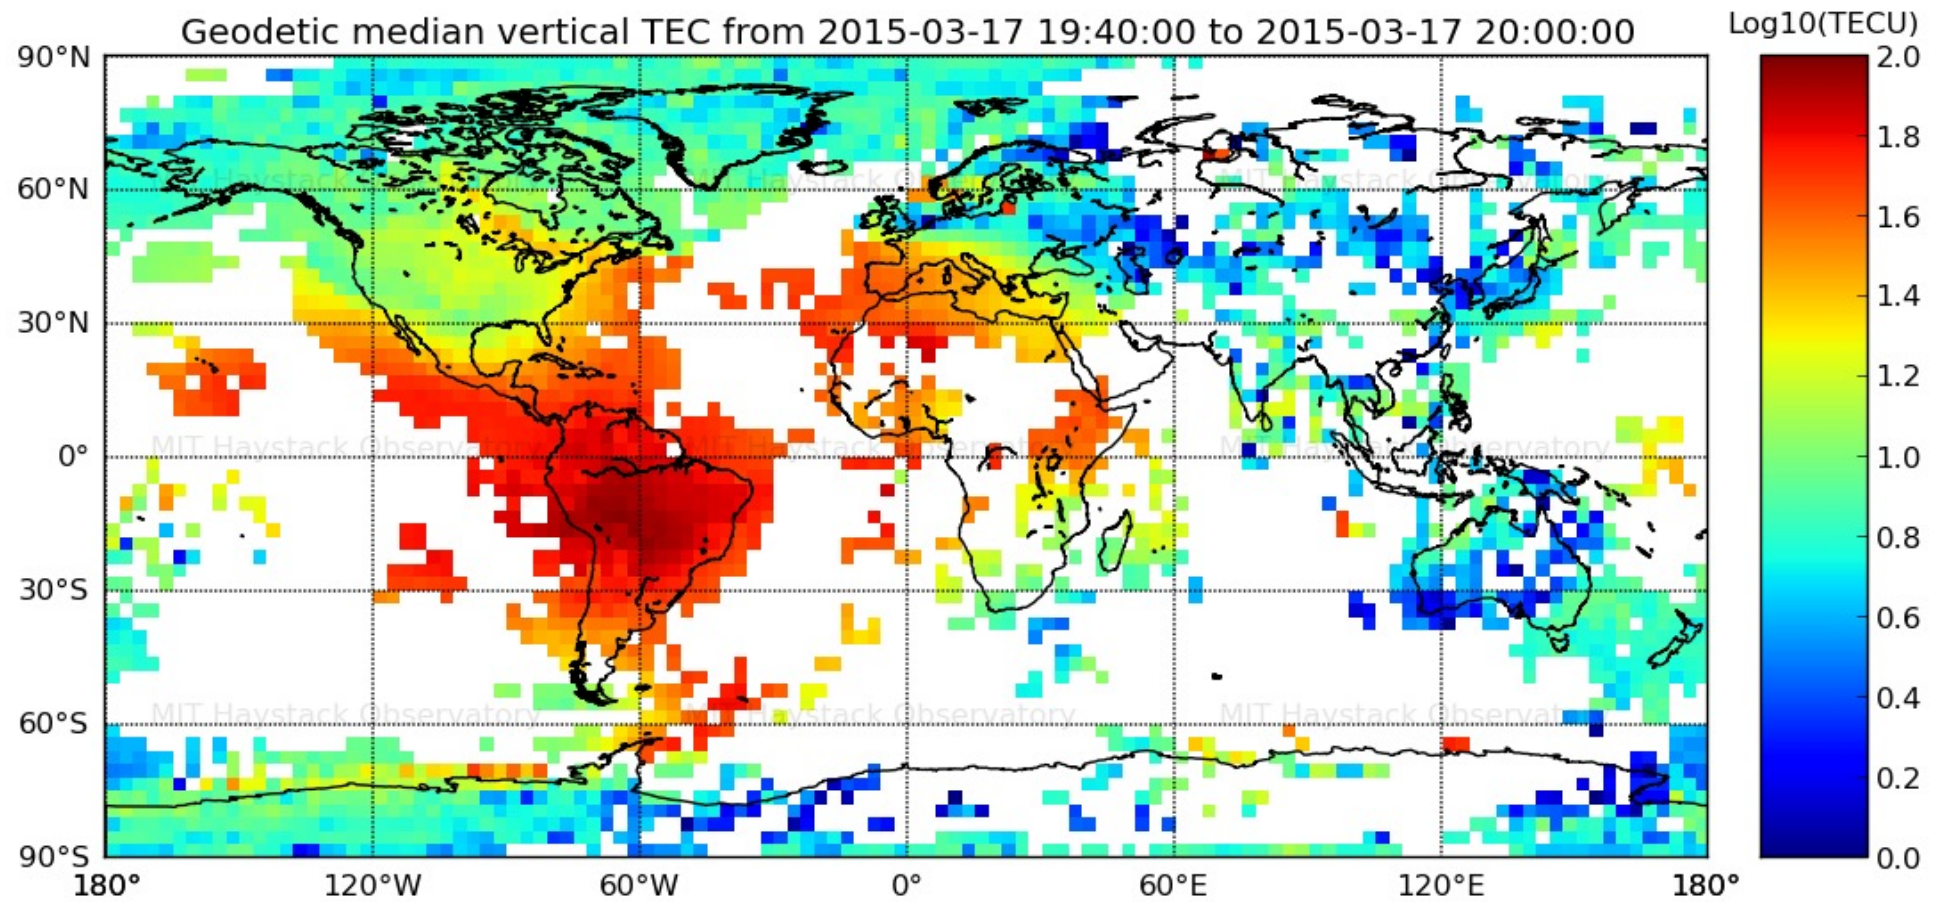 Geodetic median vertical TEC from 2015-03-17 19:40:00 to 2015-03-17 20:00:00
Log10(TECU)
90°N
60°N
30°N
0°
30°S
60°S
90°S
180° 120°W 60°W 0° 60°E 120°E 180°
2.0
1.8
1.6
1.4
1.2
1.0
0.8
0.6
0.4
0.2
0.0
MIT Haystack Observatory MIT Haystack Observatory MIT Haystack Observatory
MIT Haystack Observatory MIT Haystack Observatory MIT Haystack Observatory
MIT Haystack Observatory MIT Haystack Observatory MIT Haystack Observatory